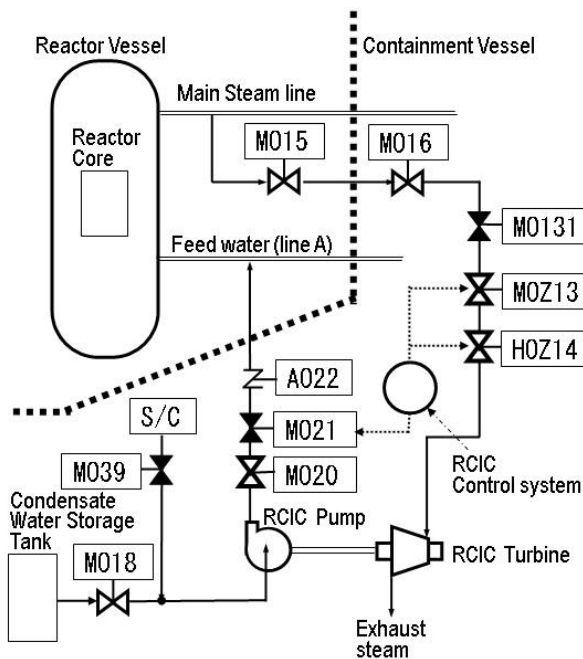 Reactor Vessel
Containment Vessel
Main Steam line
MO15
MO16
Reactor
Core
MO131
Feed water (line A)
MOZ13
HOZ14
AO22
S/C
MO21
MO39
MO20
RCIC
Control system
Condensate
Water Storage
Tank
RCIC Pump
MO18
RCIC Turbine
Exhaust
steam